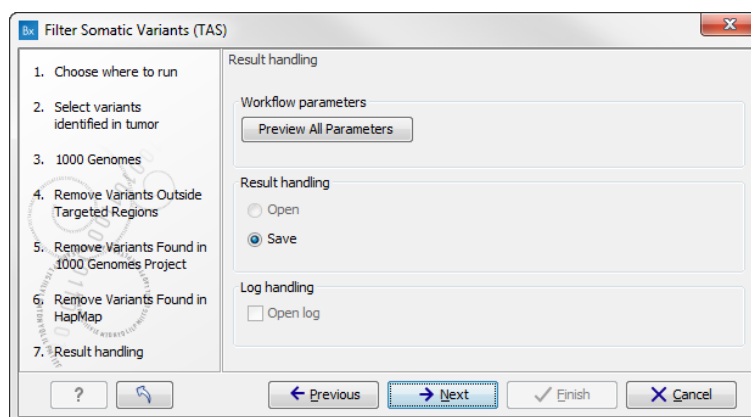 Bx Filter Somatic Variants (TAS)
1. Choose where to run
2. Select variants
identified in tumor
3. 1000 Genomes
4. Remove Variants Outside
Targeted Regions
5. Remove Variants Found in
1000 Genomes Project
6. Remove Variants Found in
HapMap
7. Result handling
Result handling
Workflow parameters
Preview All Parameters
Result handling
Open
Save
Log handling
Open log
? Previous Next Finish Cancel